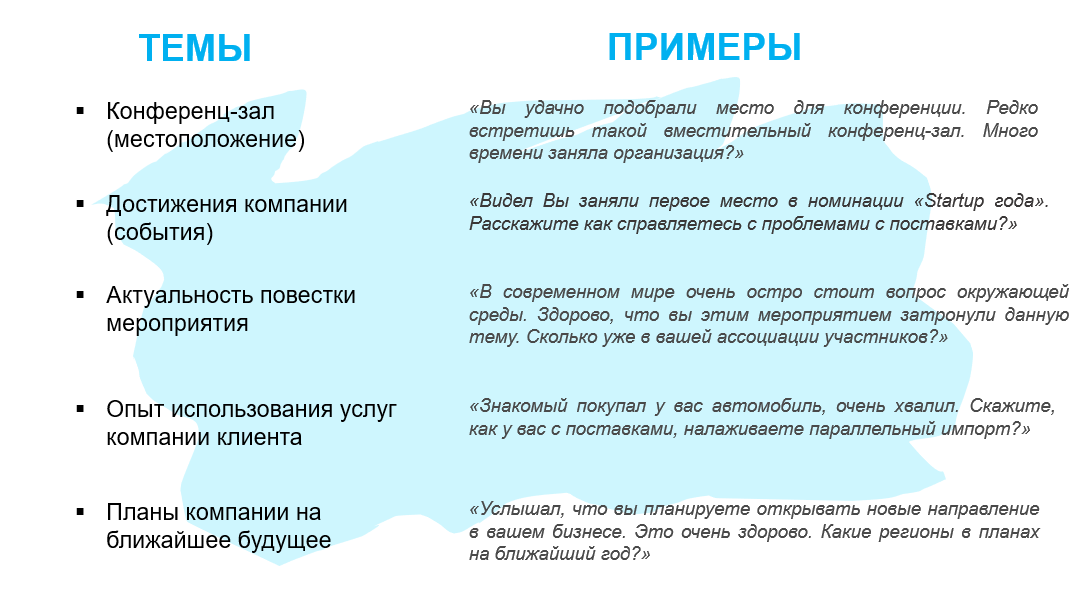 ТЕМЫ
ПРИМЕРЫ
▪ Конференц-зал
(местоположение)
«Вы удачно подобрали место для конференции. Редко
встретишь такой вместительный конференц-зал. Много
времени заняла организация?»
▪ Достижения компании
(события)
«Видел Вы заняли первое место в номинации «Startup года».
Расскажите как справляетесь с проблемами с поставками?»
▪ Актуальность повестки
мероприятия
«В современном мире очень остро стоит вопрос окружающей
среды. Здорово, что вы этим мероприятием затронули данную
тему. Сколько уже в вашей ассоциации участников?»
▪ Опыт использования услуг
компании клиента
«Знакомый покупал у вас автомобиль, очень хвалил. Скажите,
как у вас с поставками, налаживаете параллельный импорт?»
▪ Планы компании на
ближайшее будущее
«Услышал, что вы планируете открывать новые направление
в вашем бизнесе. Это очень здорово. Какие регионы в планах
на ближайший год?»